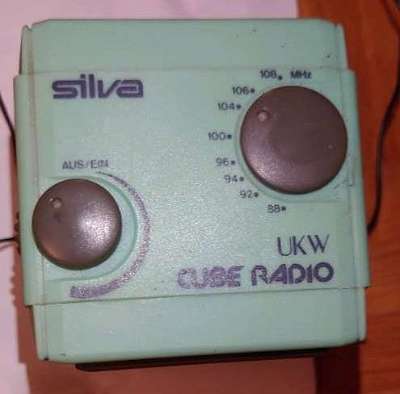 silva
108 MHz
106
104
100
96
94
92
88
AUS/EIN
UKW
CUBE RADIO